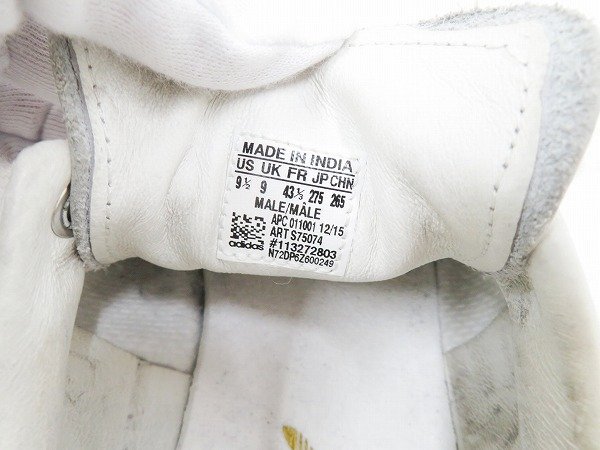 MADE IN INDIA
US UK FR JP CHN
9½ 9 43⅓ 275 265
MALE/MÂLE
APC 011001 12/15
ART S75074
#113272803
adidas
N72DP6Z600249